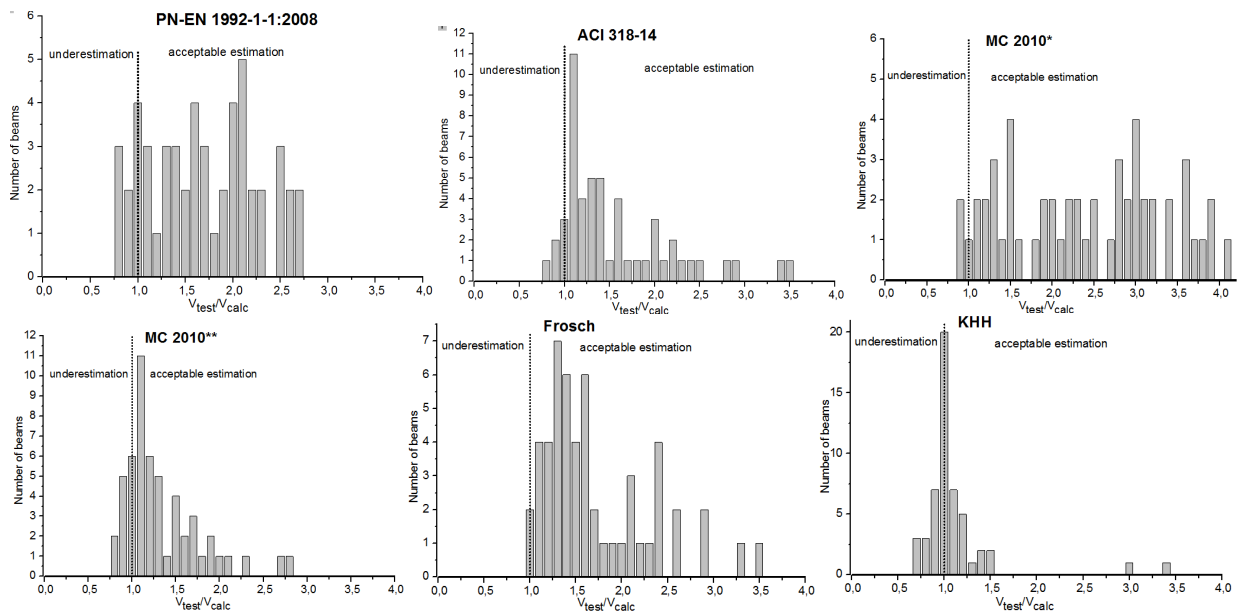 PN-EN 1992-1-1:2008
underestimation
acceptable estimation
Number of beams
6
5
4
3
2
1
0
0,0 0,5 1,0 1,5 2,0 2,5 3,0 3,5 4,0
Vtest/Vcalc
ACI 318-14
underestimation
acceptable estimation
Number of beams
12
11
10
9
8
7
6
5
4
3
2
1
0
0,0 0,5 1,0 1,5 2,0 2,5 3,0 3,5 4,0
Vtest/Vcalc
MC 2010*
underestimation
acceptable estimation
Number of beams
6
5
4
3
2
1
0
0,0 0,5 1,0 1,5 2,0 2,5 3,0 3,5 4,0
Vtest/Vcalc
MC 2010**
underestimation
acceptable estimation
Number of beams
12
11
10
9
8
7
6
5
4
3
2
1
0
0,0 0,5 1,0 1,5 2,0 2,5 3,0 3,5 4,0
Vtest/Vcalc
Frosch
underestimation
acceptable estimation
Number of beams
7
6
5
4
3
2
1
0
0,0 0,5 1,0 1,5 2,0 2,5 3,0 3,5 4,0
Vtest/Vcalc
KHH
underestimation
acceptable estimation
Number of beams
20
15
10
5
0
0,0 0,5 1,0 1,5 2,0 2,5 3,0 3,5 4,0
Vtest/Vcalc